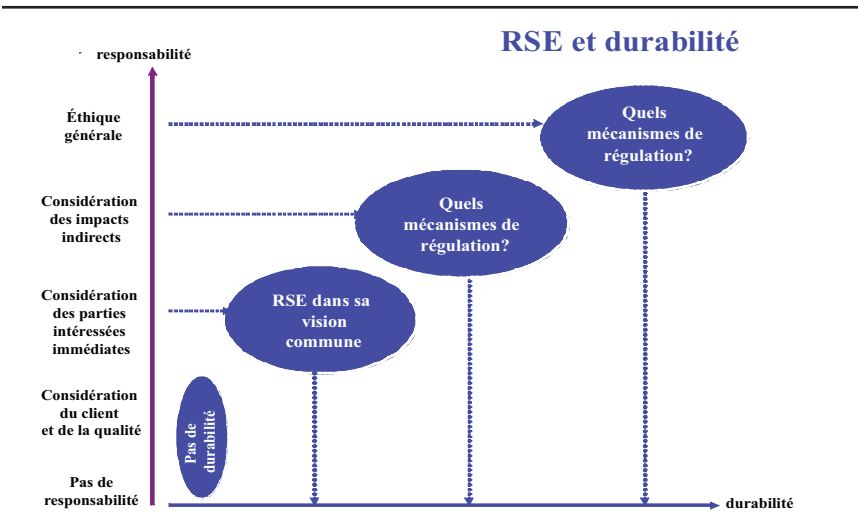 RSE et durabilité
responsabilité
Éthique
générale
Quels
mécanismes de
régulation?
Considération
des impacts
indirects
Quels
mécanismes de
régulation?
Considération
des parties
intéressées
immédiates
RSE dans sa
vision
commune
Considération
du client
et de la qualité
Pas de
durabilité
Pas de
responsabilité
durabilité